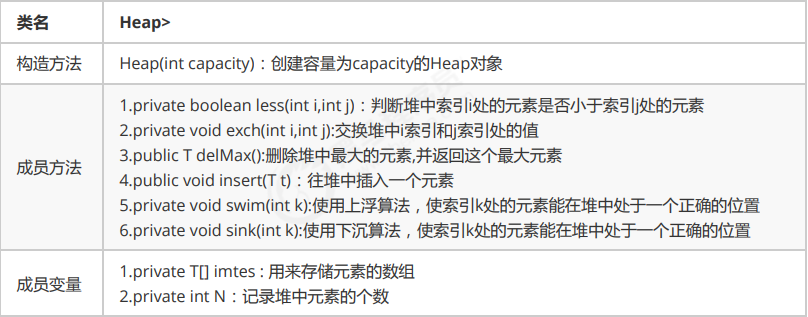 类名 Heap>
构造方法 Heap(int capacity)：创建容量为capacity的Heap对象
成员方法
1.private boolean less(int i,int j)：判断堆中索引i处的元素是否小于索引j处的元素
2.private void exch(int i,int j):交换堆中i索引和j索引处的值
3.public T delMax():删除堆中最大的元素,并返回这个最大元素
4.public void insert(T t)：往堆中插入一个元素
5.private void swim(int k):使用上浮算法，使索引k处的元素能在堆中处于一个正确的位置
6.private void sink(int k):使用下沉算法，使索引k处的元素能在堆中处于一个正确的位置
成员变量
1.private T[] imtes : 用来存储元素的数组
2.private int N：记录堆中元素的个数